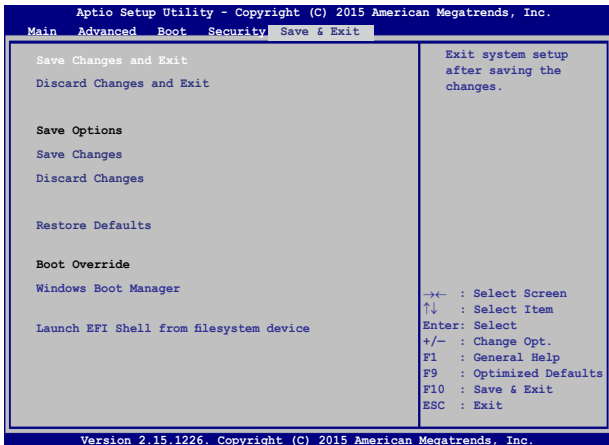 Aptio Setup Utility - Copyright (C) 2015 American Megatrends, Inc.
Main Advanced Boot Security Save & Exit
Save Changes and Exit
Discard Changes and Exit
Save Options
Save Changes
Discard Changes
Restore Defaults
Boot Override
Windows Boot Manager
Launch EFI Shell from filesystem device
Exit system setup
after saving the
changes.
→← : Select Screen
↑↓ : Select Item
Enter: Select
+/— : Change Opt.
F1 : General Help
F9 : Optimized Defaults
F10 : Save & Exit
ESC : Exit
Version 2.15.1226. Copyright (C) 2015 American Megatrends, Inc.